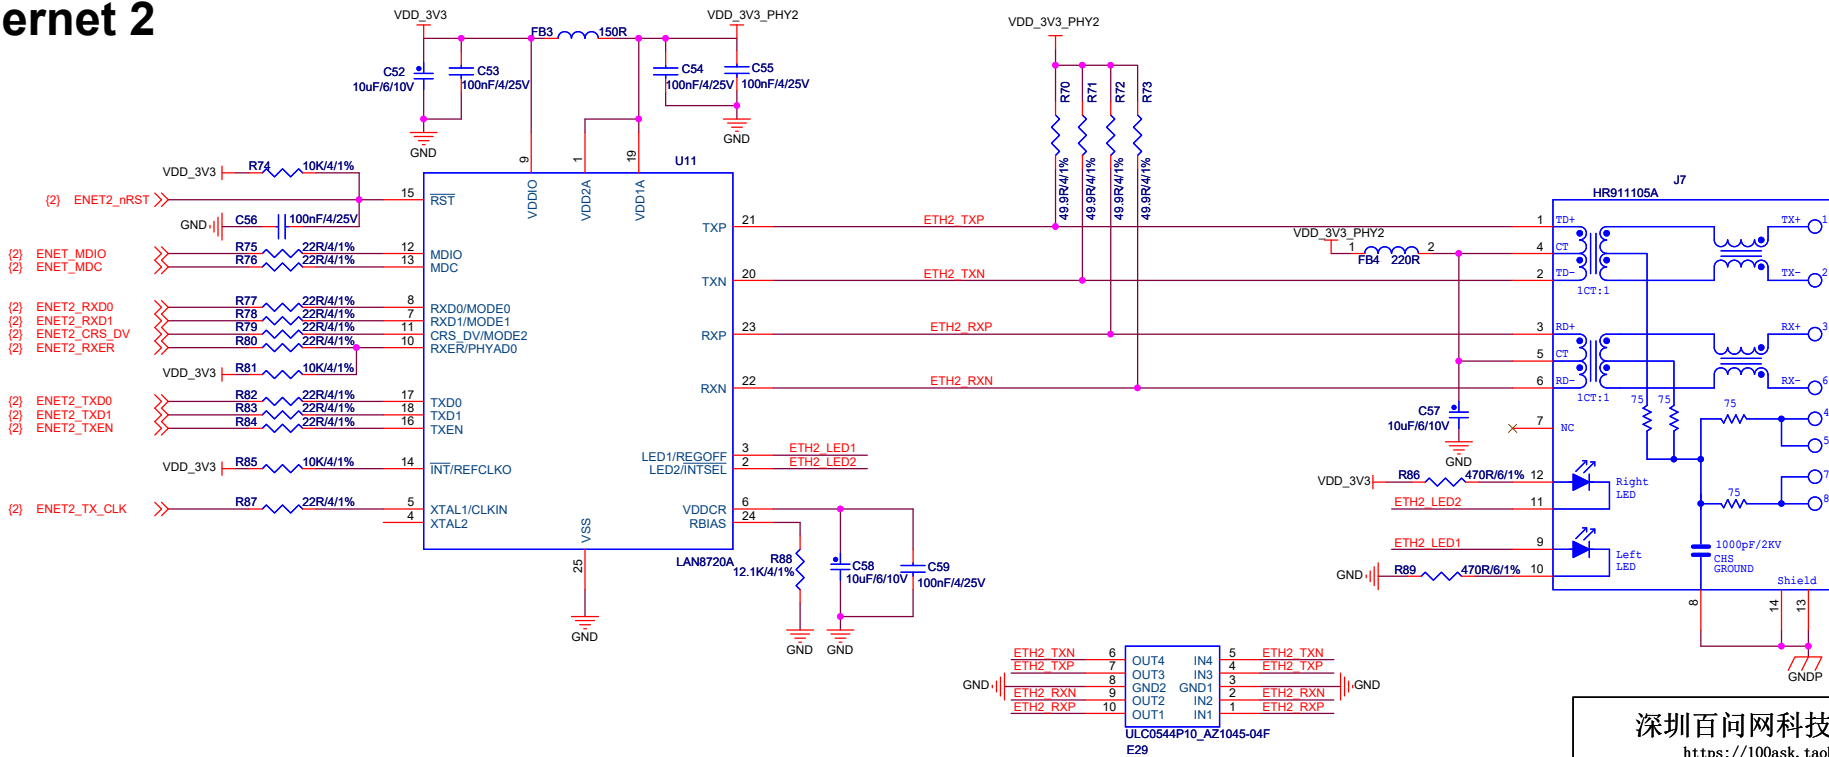 ernet 2
VDD_3V3
VDD_3V3_PHY2
VDD_3V3_PHY2
FB3 150R
C52
10uF/6/10V
C53
100nF/4/25V
C54
100nF/4/25V
C55
100nF/4/25V
GND
GND
R70
R71
R72
R73
49.9R/4/1%
49.9R/4/1%
49.9R/4/1%
49.9R/4/1%
U11
9
1
19
VDDIO
VDD2A
VDD1A
VDD_3V3 R74 10K/4/1%
{2} ENET2_nRST 15 RST
GND C56 100nF/4/25V
{2} ENET_MDIO R75 22R/4/1% 12 MDIO
{2} ENET_MDC R76 22R/4/1% 13 MDC
{2} ENET2_RXD0 R77 22R/4/1% 8 RXD0/MODE0
{2} ENET2_RXD1 R78 22R/4/1% 7 RXD1/MODE1
{2} ENET2_CRS_DV R79 22R/4/1% 11 CRS_DV/MODE2
{2} ENET2_RXER R80 22R/4/1% 10 RXER/PHYAD0
VDD_3V3 R81 10K/4/1%
{2} ENET2_TXD0 R82 22R/4/1% 17 TXD0
{2} ENET2_TXD1 R83 22R/4/1% 18 TXD1
{2} ENET2_TXEN R84 22R/4/1% 16 TXEN
VDD_3V3 R85 10K/4/1% 14 INT/REFCLKO
{2} ENET2_TX_CLK R87 22R/4/1% 5 XTAL1/CLKIN
4 XTAL2
VSS
25
GND
LAN8720A
TXP 21 ETH2_TXP
TXN 20 ETH2_TXN
RXP 23 ETH2_RXP
RXN 22 ETH2_RXN
LED1/REGOFF 3 ETH2_LED1
LED2/INTSEL 2 ETH2_LED2
VDDCR 6
RBIAS 24
R88
12.1K/4/1%
C58
10uF/6/10V
C59
100nF/4/25V
GND
GND
J7
HR911105A
VDD_3V3_PHY2
1 2
FB4 220R
C57
10uF/6/10V
GND
1 TD+
4 CT
2 TD-
1CT:1
3 RD+
5 CT
6 RD-
1CT:1
7 NC
TX+ 1
TX- 2
RX+ 3
RX- 6
75 75
75
4
5
75
7
8
VDD_3V3 R86 470R/6/1% 12
ETH2_LED2 11
Right
LED
ETH2_LED1 9
GND R89 470R/6/1% 10
Left
LED
1000pF/2KV
CHS
GROUND
Shield
8
14
13
GNDP
ETH2_TXN 6 OUT4 IN4 5 ETH2_TXN
ETH2_TXP 7 OUT3 IN3 4 ETH2_TXP
GND 8 GND2 GND1 3 GND
ETH2_RXN 9 OUT2 IN2 2 ETH2_RXN
ETH2_RXP 10 OUT1 IN1 1 ETH2_RXP
ULC0544P10_AZ1045-04F
E29
深圳百问网科技
https://100ask.taob